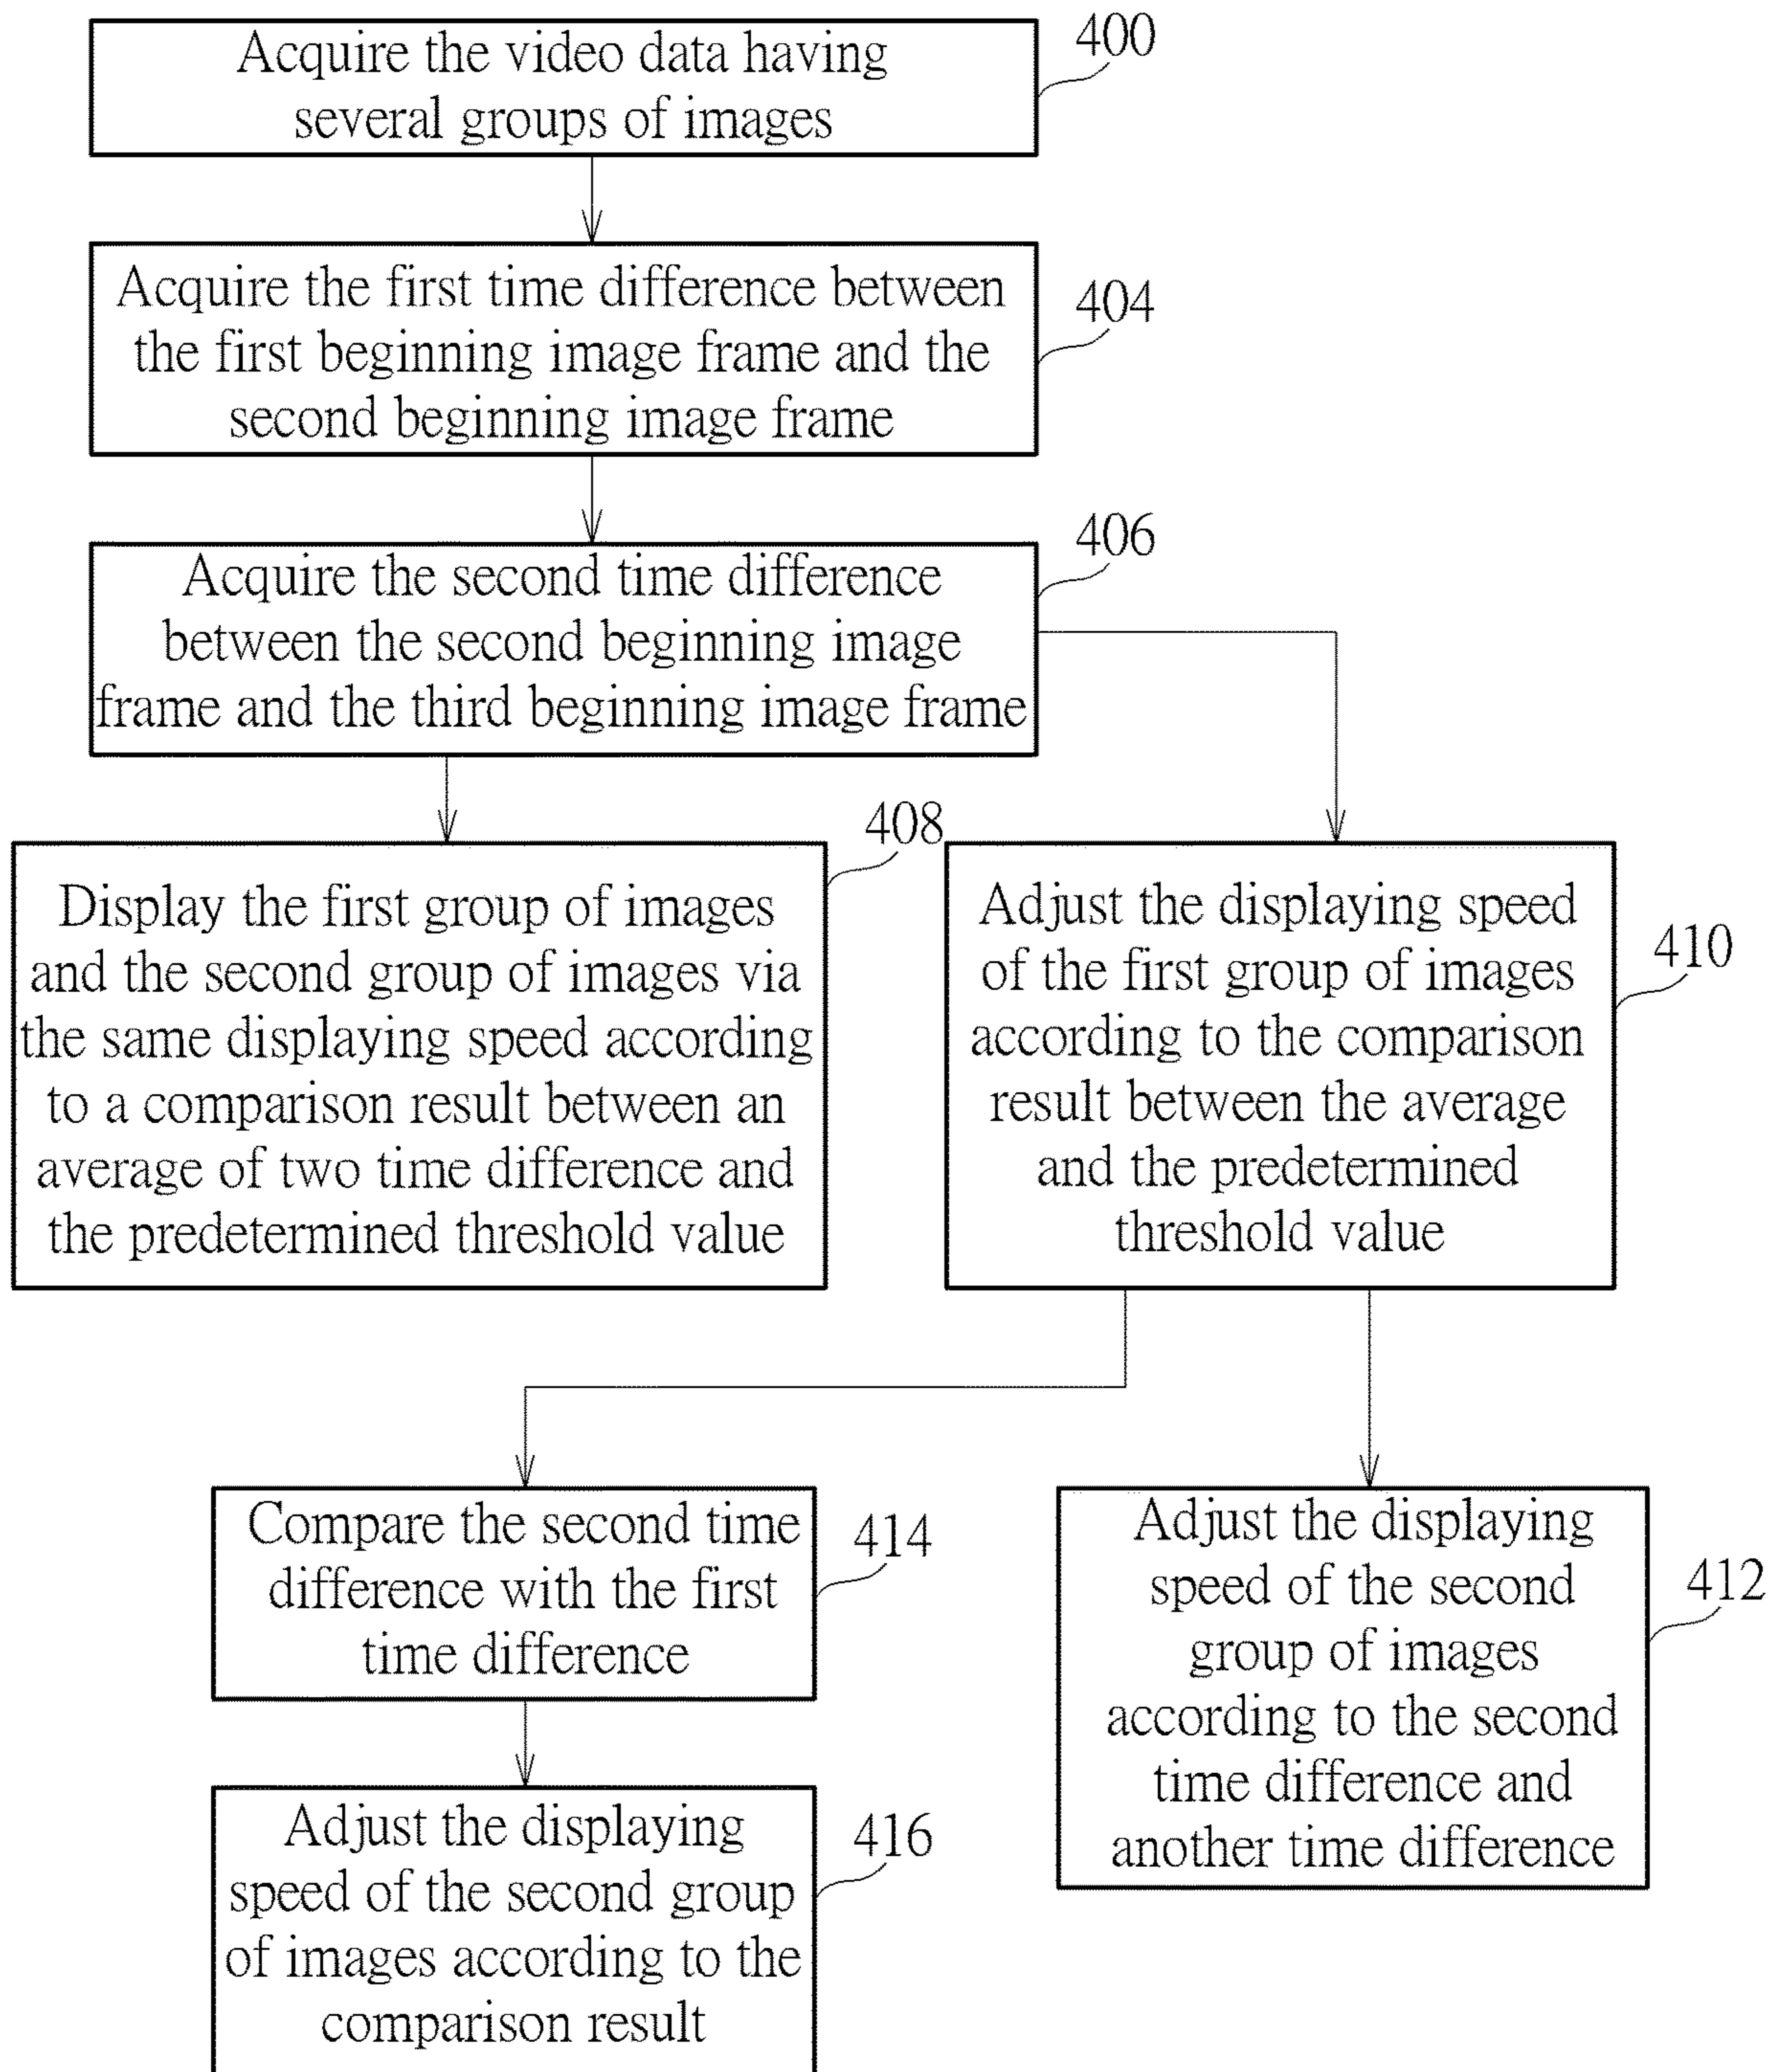 Acquire the video data having
several groups of images
400
Acquire the first time difference between
the first beginning image frame and the
second beginning image frame
404
Acquire the second time difference
between the second beginning image
frame and the third beginning image frame
406
Display the first group of images
and the second group of images via
the same displaying speed according
to a comparison result between an
average of two time difference and
the predetermined threshold value
408
Adjust the displaying speed
of the first group of images
according to the comparison
result between the average
and the predetermined
threshold value
410
Compare the second time
difference with the first
time difference
414
Adjust the displaying
speed of the second
group of images
according to the second
time difference and
another time difference
412
Adjust the displaying
speed of the second group
of images according to the
comparison result
416